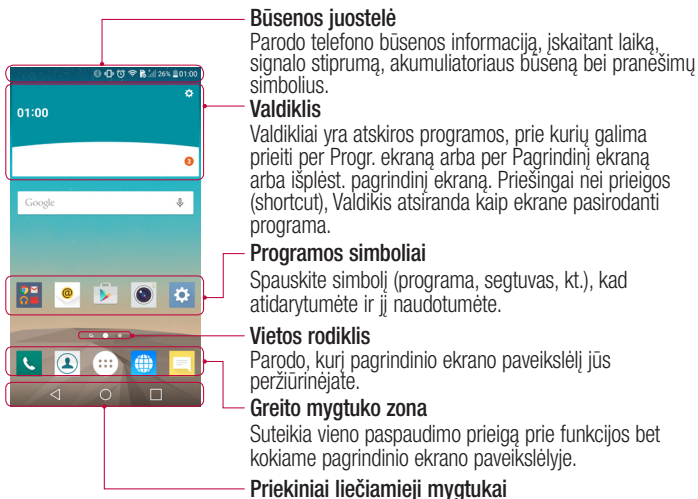 Būsenos juostelė
Parodo telefono būsenos informaciją, įskaitant laiką,
signalo stiprumą, akumuliatoriaus būseną bei pranešimų
simbolius.
26% 01:00
01:00
3
Valdiklis
Valdikliai yra atskiros programos, prie kurių galima
prieiti per Progr. ekraną arba per Pagrindinį ekraną
arba išplėst. pagrindinį ekraną. Priešingai nei prieigos
(shortcut), Valdikis atsiranda kaip ekrane pasirodanti
programa.
Google
Programos simboliai
Spauskite simbolį (programa, segtuvas, kt.), kad
atidarytumėte ir jį naudotumėte.
Vietos rodiklis
Parodo, kurį pagrindinio ekrano paveikslėlį jūs
peržiūrinėjate.
Greito mygtuko zona
Suteikia vieno paspaudimo prieigą prie funkcijos bet
kokiame pagrindinio ekrano paveikslėlyje.
Priekiniai liečiamieji mygtukai